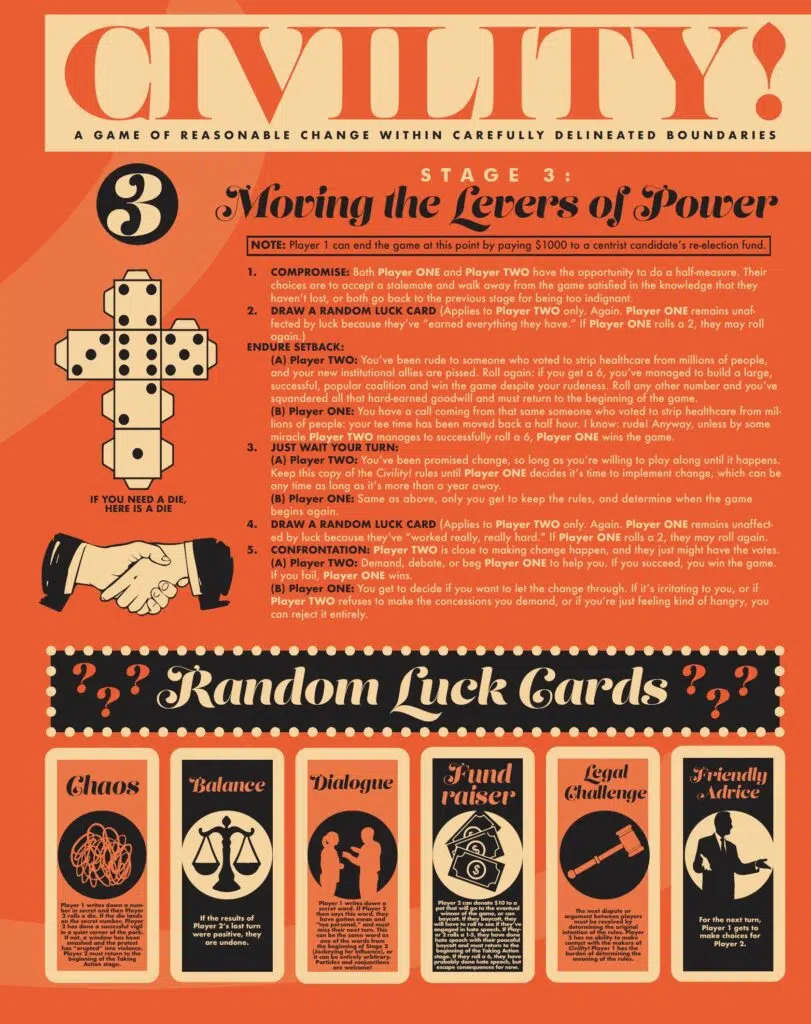 CIVILITY!
A GAME OF REASONABLE CHANGE WITHIN CAREFULLY DELINEATED BOUNDARIES
3
STAGE 3:
Moving the Levers of Power
NOTE: Player 1 can end the game at this point by paying $1000 to a centrist candidate's re-election fund.
1. COMPROMISE: Both Player ONE and Player TWO have the opportunity to do a half-measure. Their
choices are to accept a stalemate and walk away from the game satisfied in the knowledge that they
haven't lost, or both go back to the previous stage for being too indignant.
2. DRAW A RANDOM LUCK CARD (Applies to Player TWO only. Again. Player ONE remains unaf-
fected by luck because they've "earned everything they have." If Player ONE rolls a 2, they may roll
again.)
ENDURE SETBACK:
(A) Player TWO: You've been rude to someone who voted to strip healthcare from millions of people,
and your new institutional allies are pissed. Roll again: if you get a 6, you've managed to build a large,
successful, popular coalition and win the game despite your rudeness. Roll any other number and you've
squandered all that hard-earned goodwill and must return to the beginning of the game.
(B) Player ONE: You have a call coming from that same someone who voted to strip healthcare from mil-
lions of people: your tee time has been moved back a half hour. I know: rude! Anyway, unless by some
miracle Player TWO manages to successfully roll a 6, Player ONE wins the game.
3. JUST WAIT YOUR TURN:
(A) Player TWO: You've been promised change, so long as you're willing to play along until it happens.
Keep this copy of the Civility! rules until Player ONE decides it's time to implement change, which can be
any time as long as it's more than a year away.
(B) Player ONE: Same as above, only you get to keep the rules, and determine when the game
begins again.
4. DRAW A RANDOM LUCK CARD (Applies to Player TWO only. Again. Player ONE remains unaffect-
ed by luck because they've "worked really, really hard." If Player ONE rolls a 2, they may roll again.
5. CONFRONTATION: Player TWO is close to making change happen, and they just might have the votes.
(A) Player TWO: Demand, debate, or beg Player ONE to help you. If you succeed, you win the game.
If you fail, Player ONE wins.
(B) Player ONE: You get to decide if you want to let the change through. If it's irritating to you, or if
Player TWO refuses to make the concessions you demand, or if you're just feeling kind of hangry, you
can reject it entirely.
IF YOU NEED A DIE,
HERE IS A DIE
? ? ? Random Luck Cards ? ? ?
Chaos
Player 1 writes down a num-
ber in secret and then Player
2 rolls a die. If the die lands
on the secret number, Player
2 has done a successful vigil
in a quiet corner of the park.
If not, a window has been
smashed and the protest
has "erupted" into violence.
Player 2 must return to the
beginning of the Taking
Action stage.
Balance
If the results of
Player 2's last turn
were positive, they
are undone.
Dialogue
Player 1 writes down a
secret word. If Player 2
then says this word, they
have gotten mean and
"too personal," and must
miss their next turn. This
can be the same word as
one of the words from
the beginning of Stage 2
(Jockeying for Influence), or
it can be entirely arbitrary.
Particles and conjunctions
are welcome!
Fund
raiser
$
$
$
Player 2 can donate $10 to a
pot that will go to the eventual
winner of the game, or can
boycott. If they boycott, they
will have to roll to see if they've
engaged in hate speech. If Play-
er 2 rolls a 1-5, they have done
hate speech with their peaceful
boycott and must return to the
beginning of the Taking Action
stage. If they roll a 6, they have
probably done hate speech, but
escape consequences for now.
Legal
Challenge
The next dispute or
argument between players
must be resolved by
determining the original
intention of the rules. Player
2 has no ability to make
contact with the makers of
Civility! Player 1 has the
burden of determining the
meaning of the rules.
Friendly
Advice
For the next turn,
Player 1 gets to
make choices for
Player 2.